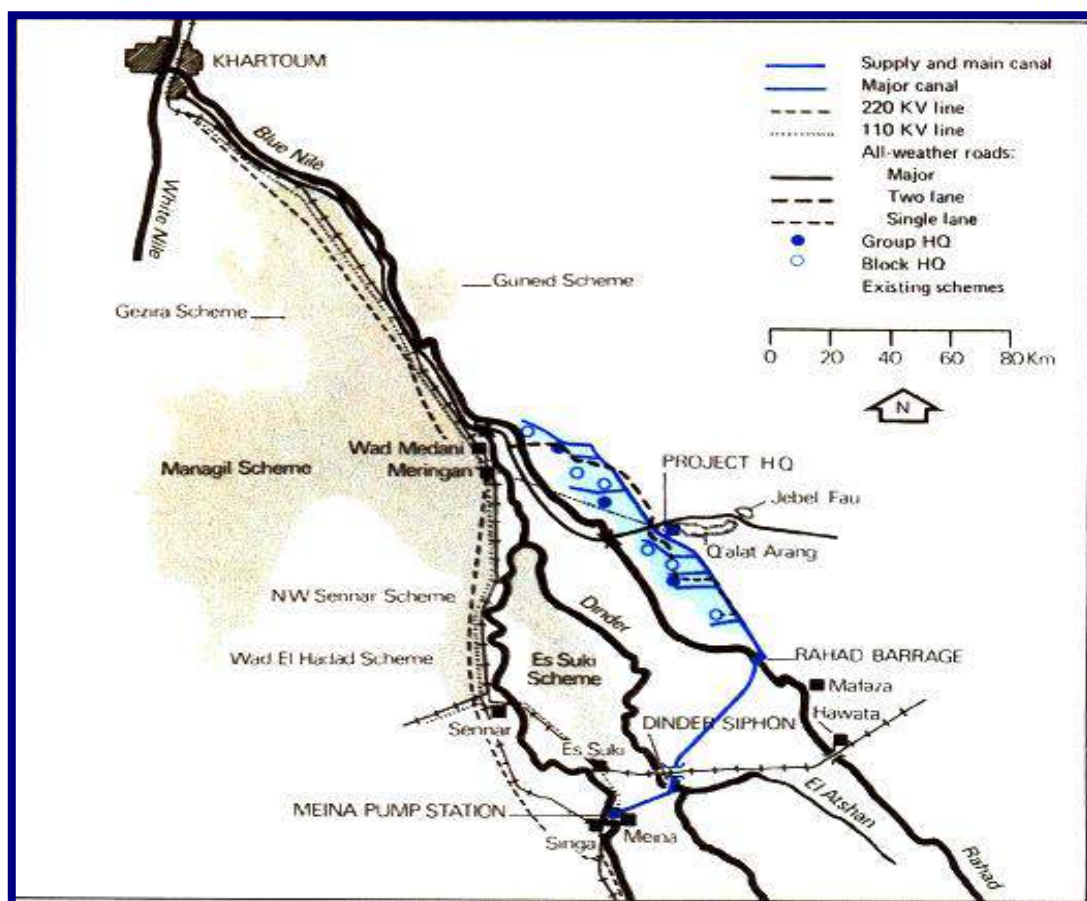 KHARTOUM
Blue Nile
White Nile
Supply and main canal
Major canal
220 KV line
110 KV line
All-weather roads:
Major
Two lane
Single lane
Group HQ
Block HQ
Existing schemes
0 20 40 60 80 Km
N
Guneid Scheme
Gezira Scheme
Wad Medani
Meringan
Managil Scheme
PROJECT HQ
Jebel Fau
Q'alat Arang
NW Sennar Scheme
Dinder
Wad El Hadad Scheme
Es Suki
Scheme
RAHAD BARRAGE
Mafaza
Hawata
Sennar
DINDER SIPHON
Es Suki
El Atshan
MEINA PUMP STATION
Meina
Singa
Rahad